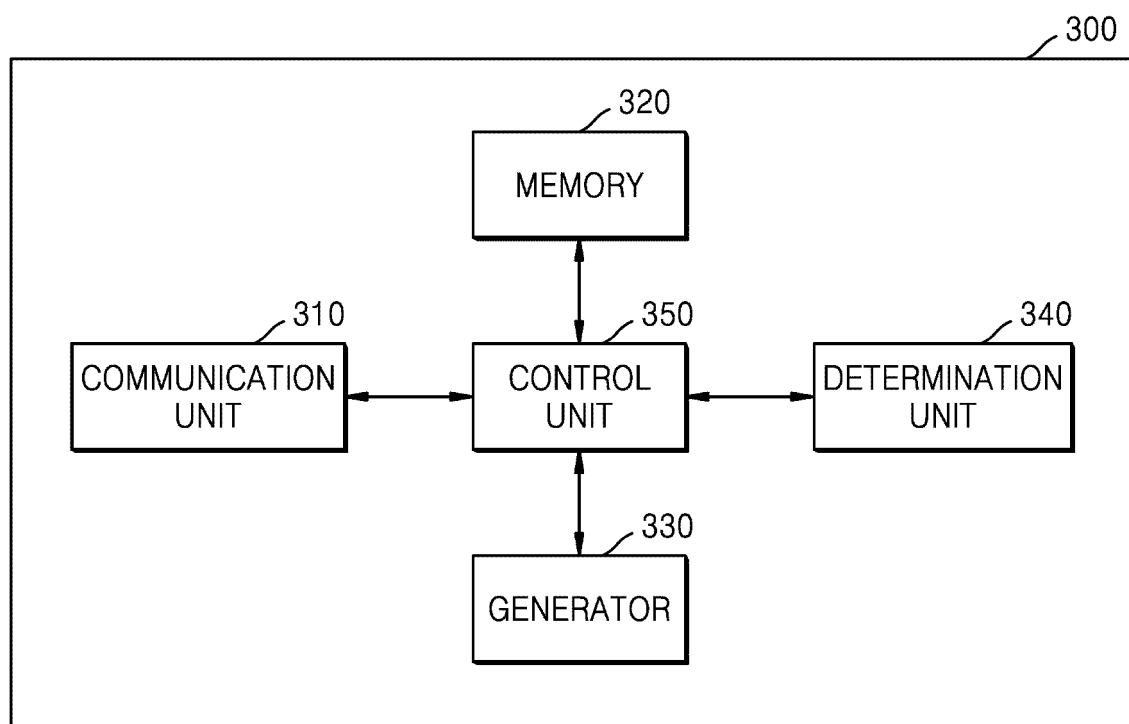 300
320
MEMORY
310
350
340
COMMUNICATION
UNIT
CONTROL
UNIT
DETERMINATION
UNIT
330
GENERATOR